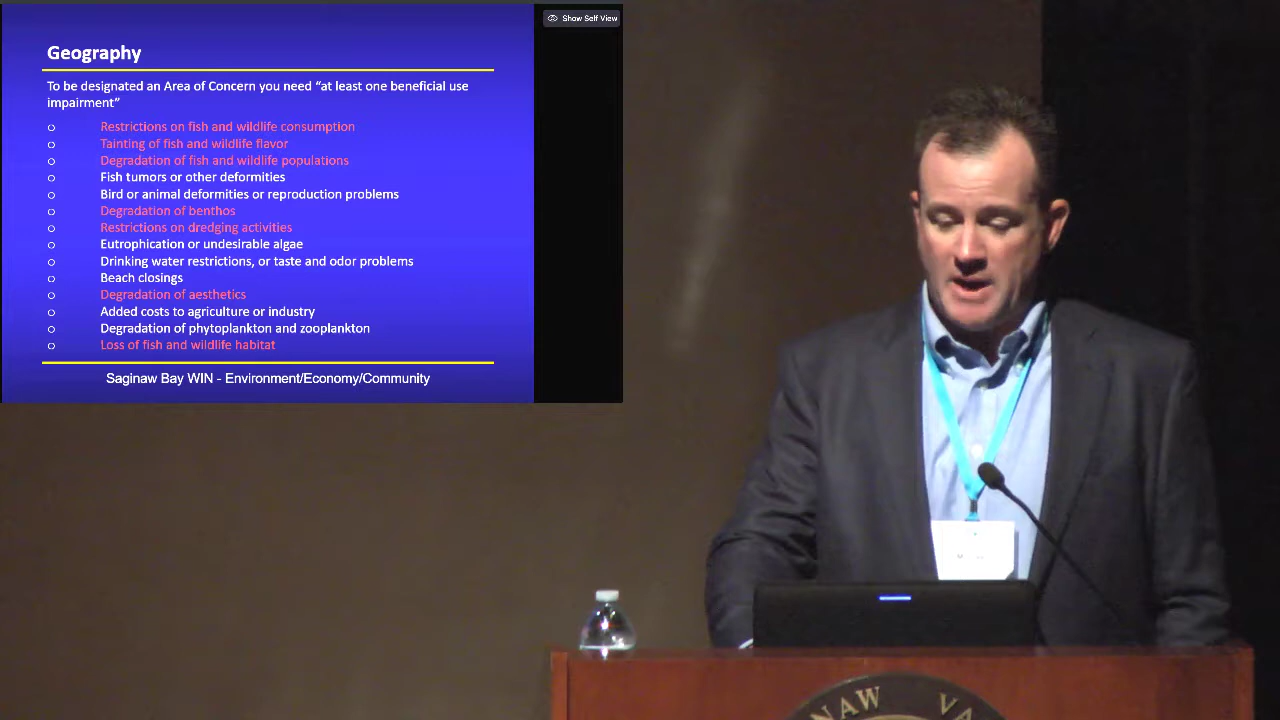 Show Self View
Geography
To be designated an Area of Concern you need “at least one beneficial use
impairment”
o Restrictions on fish and wildlife consumption
o Tainting of fish and wildlife flavor
o Degradation of fish and wildlife populations
o Fish tumors or other deformities
o Bird or animal deformities or reproduction problems
o Degradation of benthos
o Restrictions on dredging activities
o Eutrophication or undesirable algae
o Drinking water restrictions, or taste and odor problems
o Beach closings
o Degradation of aesthetics
o Added costs to agriculture or industry
o Degradation of phytoplankton and zooplankton
o Loss of fish and wildlife habitat
Saginaw Bay WIN - Environment/Economy/Community
NAW VA